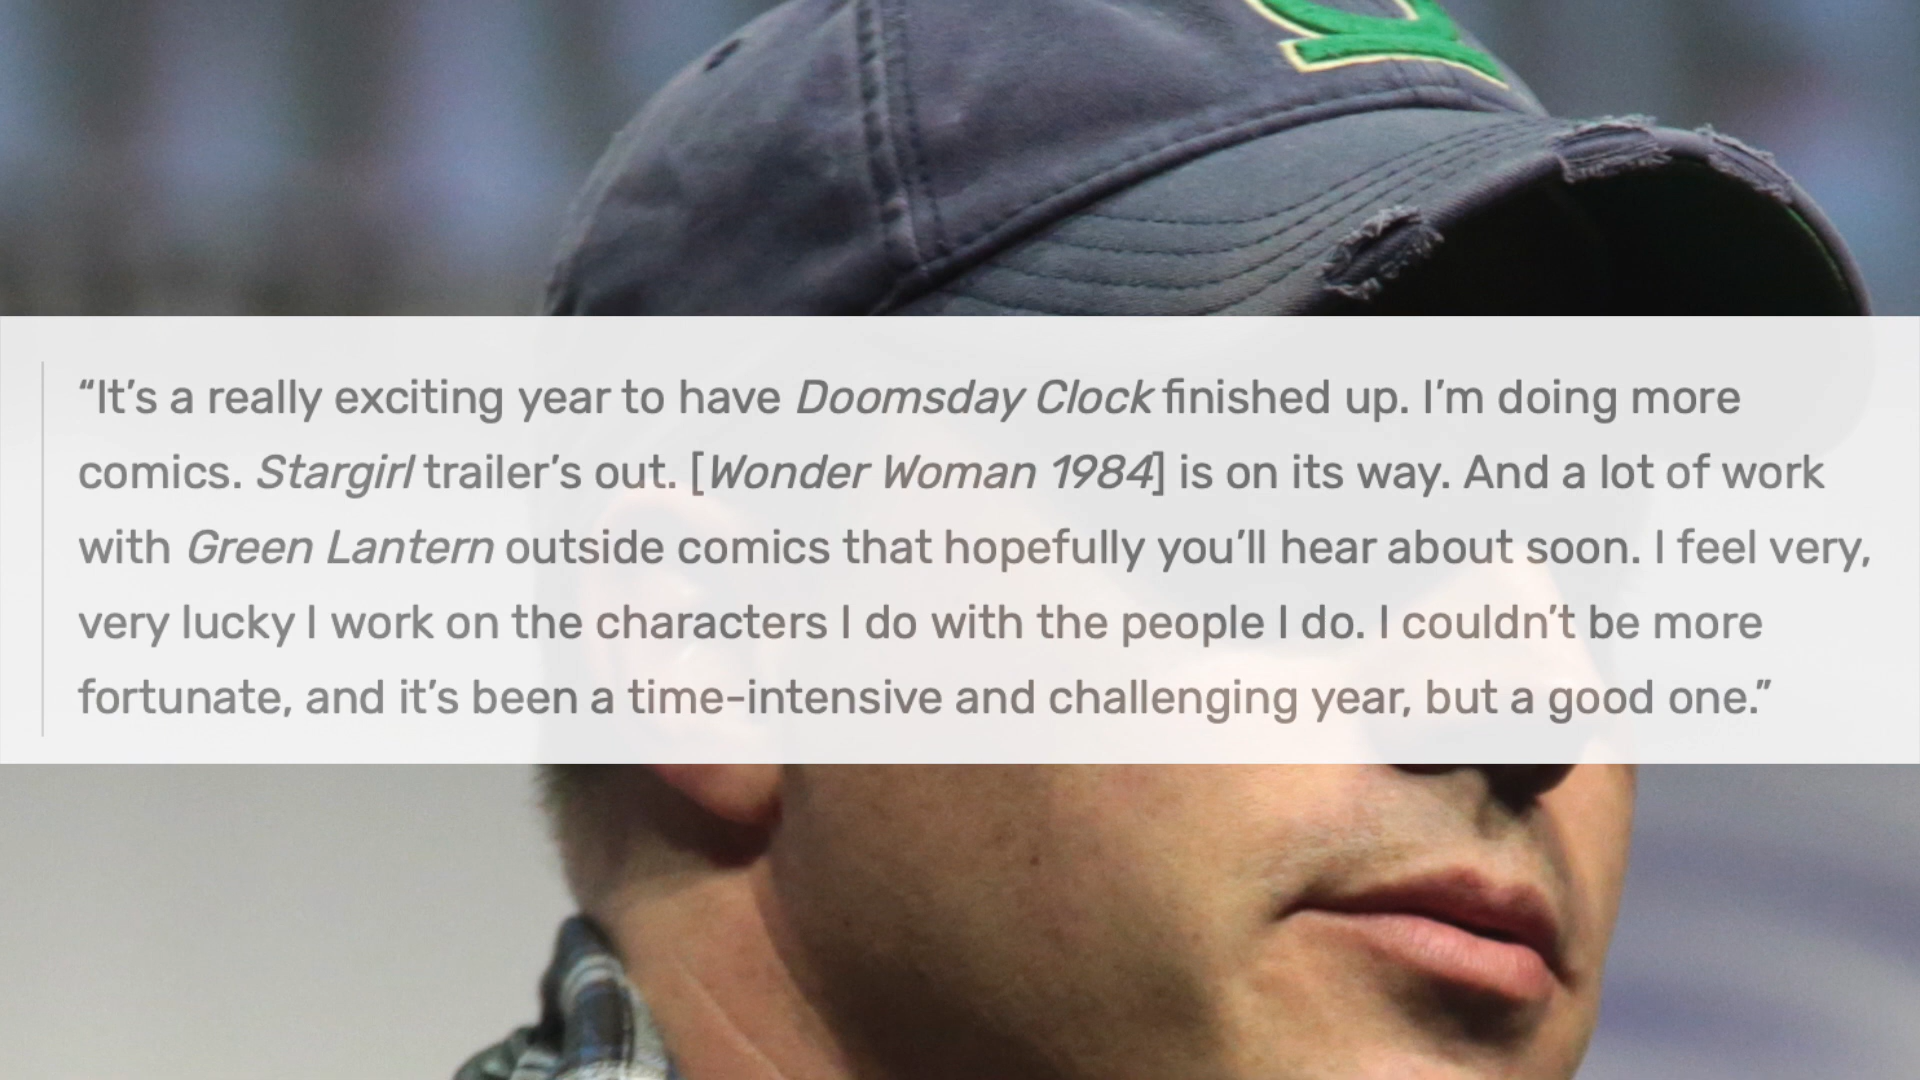 “It’s a really exciting year to have Doomsday Clock finished up. I’m doing more
comics. Stargirl trailer’s out. [Wonder Woman 1984] is on its way. And a lot of work
with Green Lantern outside comics that hopefully you’ll hear about soon. I feel very,
very lucky I work on the characters I do with the people I do. I couldn’t be more
fortunate, and it’s been a time-intensive and challenging year, but a good one.”